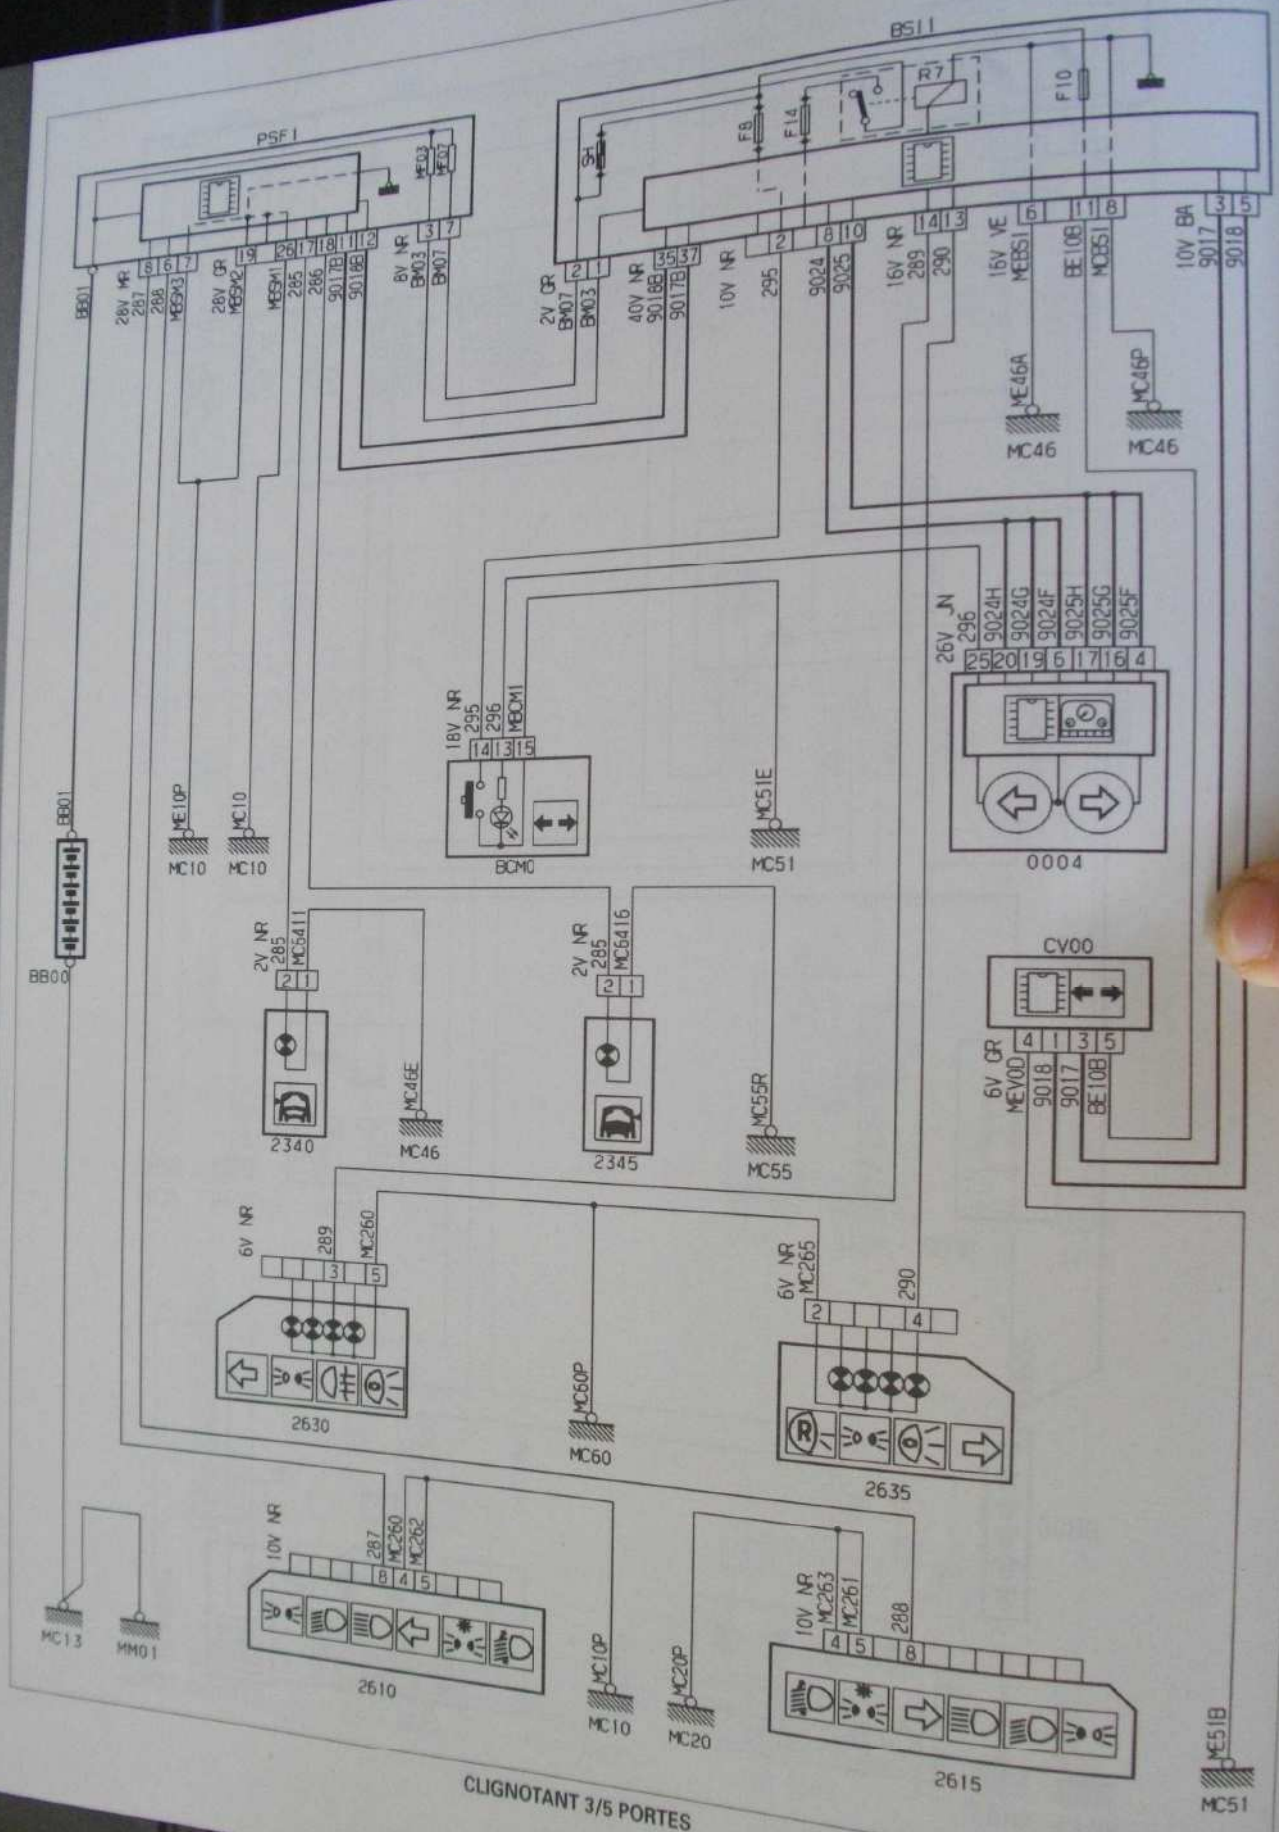 BSI1
R7
F10
F8
F14
SH
PSF1
MF03
MF07
8 6 7 19 26 17 18 11 12 3 7
BB01
28V MR
287
288
MBSM3
28V GR
MBSM2
MBSM1
285
286
9017B
9018B
8V NR
BM03
BM07
2 1 35 37 2 8 10 14 13 6 11 8 3 5
2V GR
BM07
BM03
40V NR
9018B
9017B
10V NR
295
9024
9025
16V NR
289
290
16V VE
MEBS1
BE10B
MCBS1
10V BA
9017
9018
ME46A
MC46
MC46P
MC46
26V JN
296
9024H
9024G
9024F
9025H
9025G
9025F
25 20 19 6 17 16 4
0004
18V NR
295
296
MBCM1
14 13 15
BCM0
MC51E
MC51
BB01
BB00
ME10P
MC10
MC10
MC10
2V NR
285
MC6411
2 1
2340
MC46E
MC46
2V NR
285
MC6416
2 1
2345
MC55R
MC55
CV00
4 1 3 5
6V GR
MEV0D
9018
9017
BE10B
6V NR
289
MC260
3 5
2630
MC60P
MC60
6V NR
MC265
290
2 4
R
2635
MC13
MM01
10V NR
287
MC260
MC262
8 4 5
2610
MC10P
MC10
MC20P
MC20
10V NR
MC263
MC261
288
4 5 8
2615
ME51B
MC51
CLIGNOTANT 3/5 PORTES